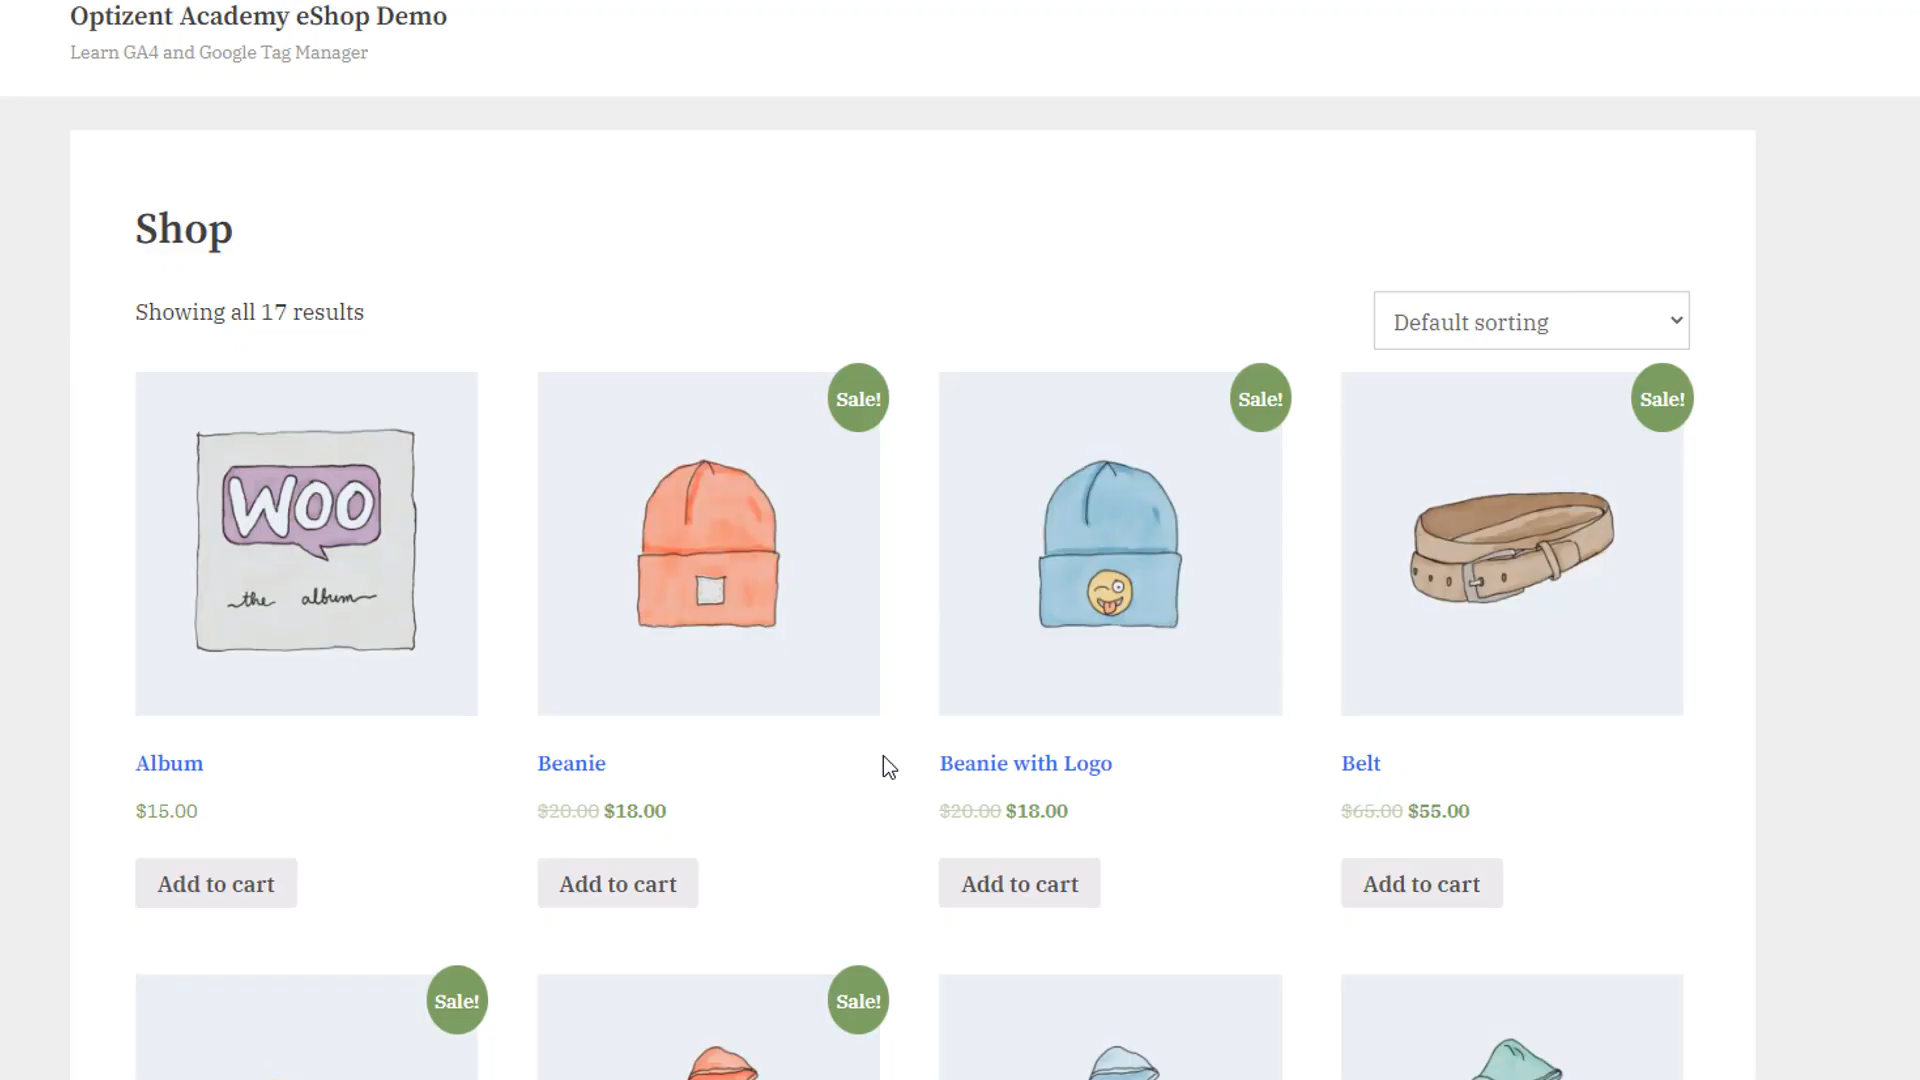 Optizent Academy eShop Demo
Learn GA4 and Google Tag Manager
Shop
Showing all 17 results
Default sorting
Sale!
Sale!
Sale!
WOO
the album
Album
Beanie
Beanie with Logo
Belt
$15.00
$20.00 $18.00
$20.00 $18.00
$65.00 $55.00
Add to cart
Add to cart
Add to cart
Add to cart
Sale!
Sale!